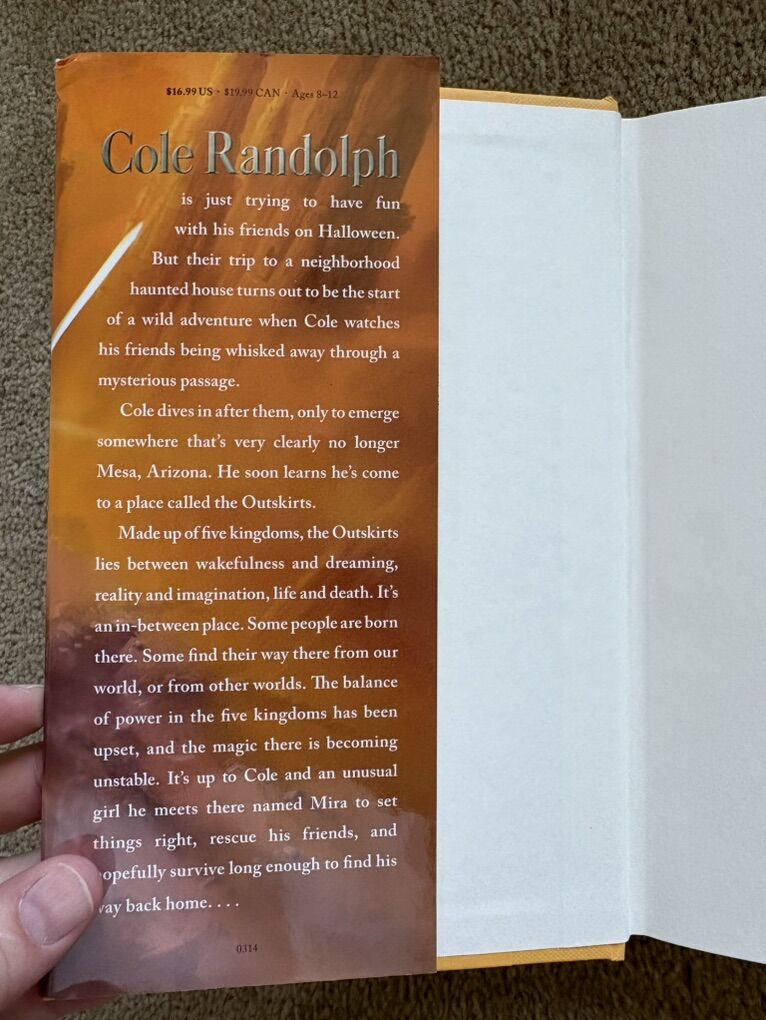 $16.99 US · $19.99 CAN · Ages 8–12
Cole Randolph
is just trying to have fun
with his friends on Halloween.
But their trip to a neighborhood
haunted house turns out to be the start
of a wild adventure when Cole watches
his friends being whisked away through a
mysterious passage.
Cole dives in after them, only to emerge
somewhere that's very clearly no longer
Mesa, Arizona. He soon learns he's come
to a place called the Outskirts.
Made up of five kingdoms, the Outskirts
lies between wakefulness and dreaming,
reality and imagination, life and death. It's
an in-between place. Some people are born
there. Some find their way there from our
world, or from other worlds. The balance
of power in the five kingdoms has been
upset, and the magic there is becoming
unstable. It's up to Cole and an unusual
girl he meets there named Mira to set
things right, rescue his friends, and
hopefully survive long enough to find his
way back home. . . .
0314